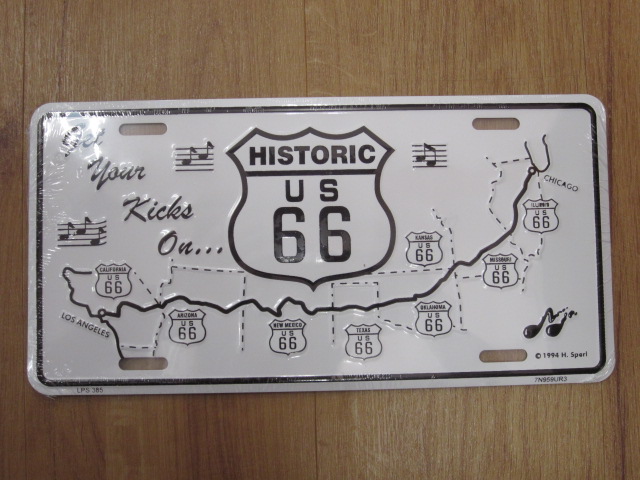 Get
Your
Kicks
On...
HISTORIC
US
66
CHICAGO
ILLINOIS
US
66
KANSAS
US
66
MISSOURI
US
66
CALIFORNIA
US
66
LOS ANGELES
ARIZONA
US
66
NEW MEXICO
US
66
TEXAS
US
66
OKLAHOMA
US
66
© 1994 H. Sperl
LPS 385
7N959UR3